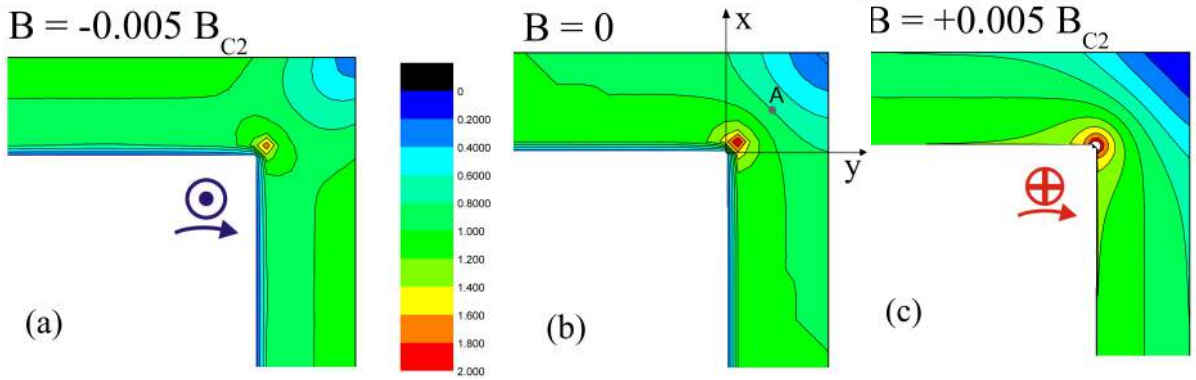 B = -0.005 B_C2
B = 0
B = +0.005 B_C2
x
A
y
0
0.2000
0.4000
0.6000
0.8000
1.000
1.200
1.400
1.600
1.800
2.000
(a)
(b)
(c)